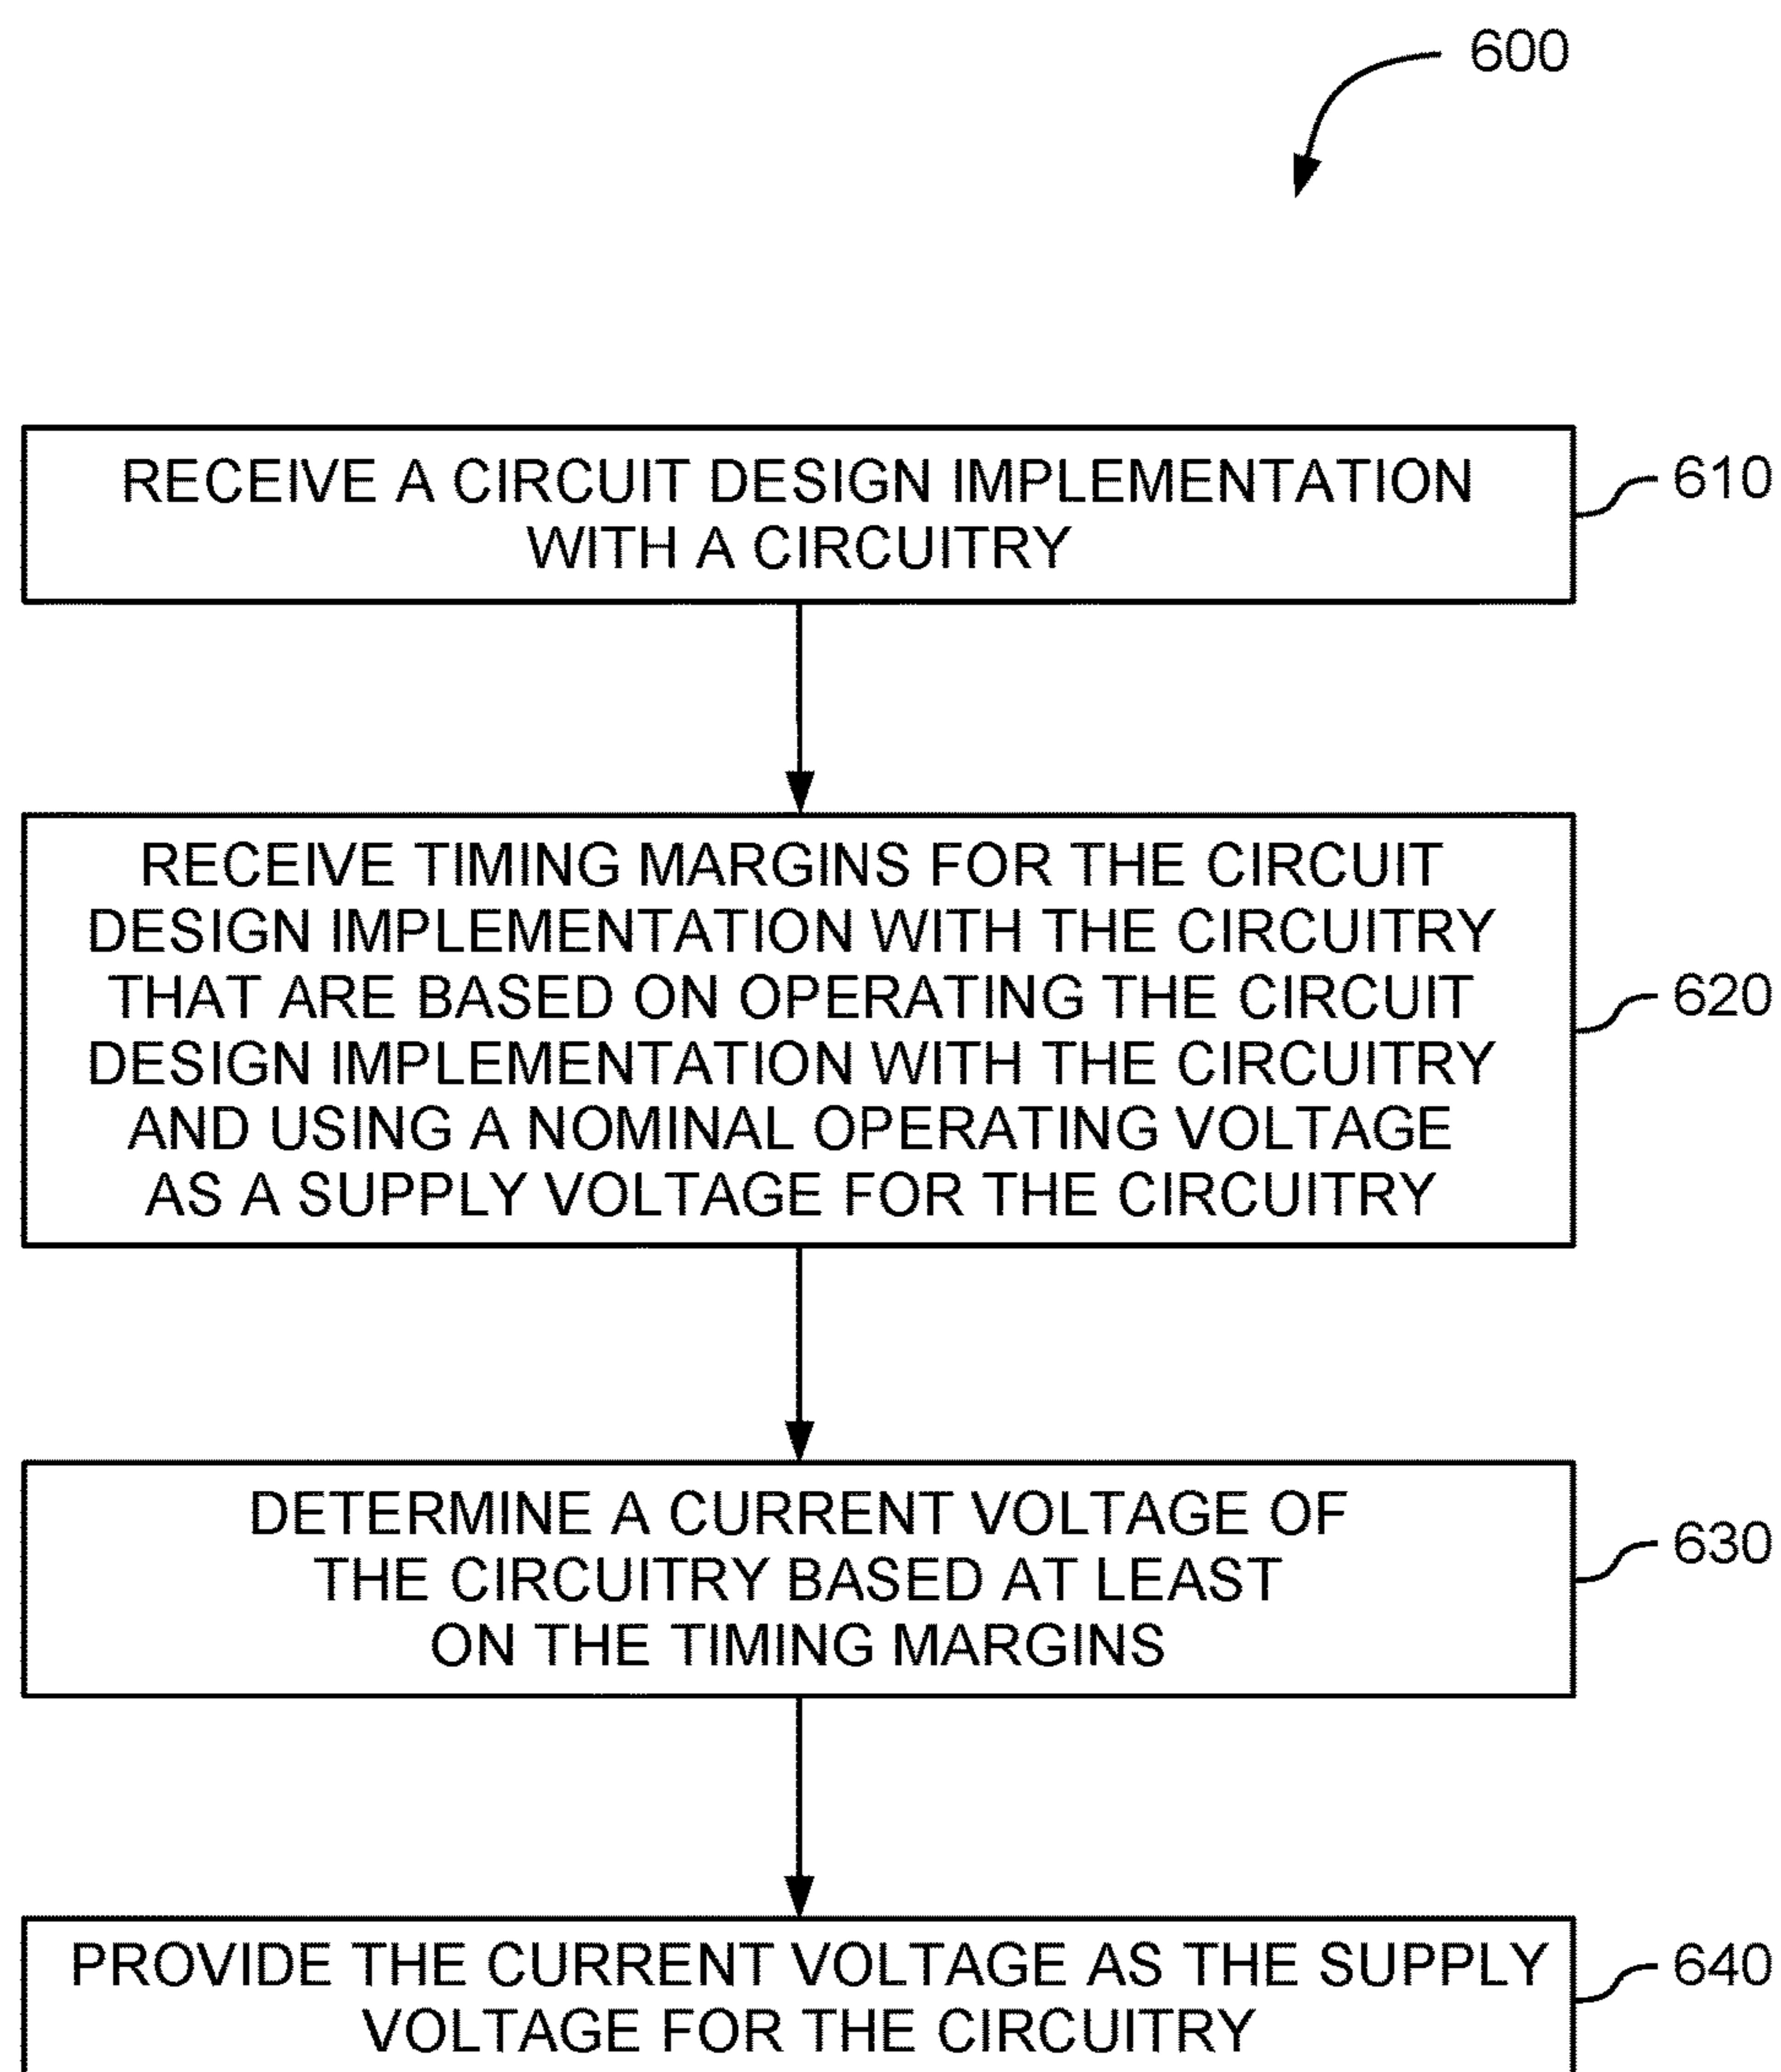 600
RECEIVE A CIRCUIT DESIGN IMPLEMENTATION
WITH A CIRCUITRY
610
RECEIVE TIMING MARGINS FOR THE CIRCUIT
DESIGN IMPLEMENTATION WITH THE CIRCUITRY
THAT ARE BASED ON OPERATING THE CIRCUIT
DESIGN IMPLEMENTATION WITH THE CIRCUITRY
AND USING A NOMINAL OPERATING VOLTAGE
AS A SUPPLY VOLTAGE FOR THE CIRCUITRY
620
DETERMINE A CURRENT VOLTAGE OF
THE CIRCUITRY BASED AT LEAST
ON THE TIMING MARGINS
630
PROVIDE THE CURRENT VOLTAGE AS THE SUPPLY
VOLTAGE FOR THE CIRCUITRY
640